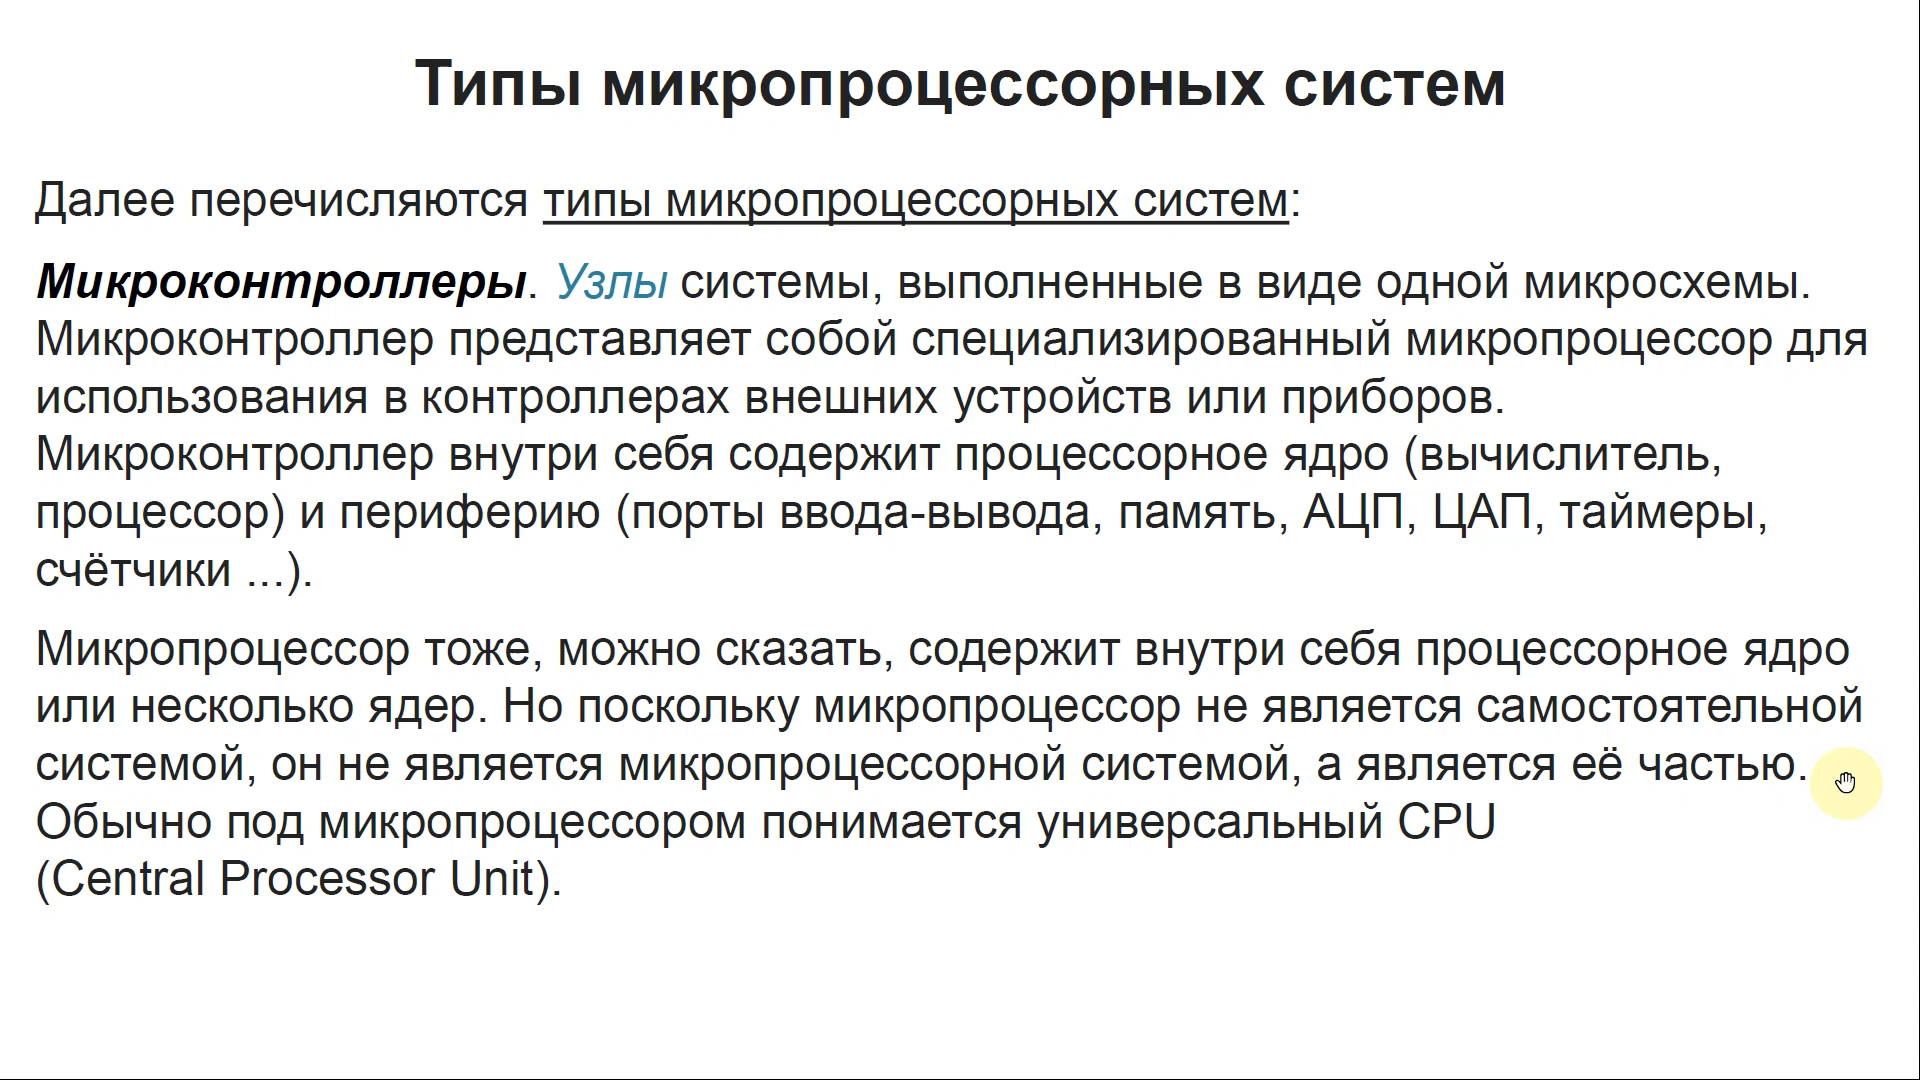 Типы микропроцессорных систем
Далее перечисляются типы микропроцессорных систем:
Микроконтроллеры. Узлы системы, выполненные в виде одной микросхемы.
Микроконтроллер представляет собой специализированный микропроцессор для
использования в контроллерах внешних устройств или приборов.
Микроконтроллер внутри себя содержит процессорное ядро (вычислитель,
процессор) и периферию (порты ввода-вывода, память, АЦП, ЦАП, таймеры,
счётчики ...).
Микропроцессор тоже, можно сказать, содержит внутри себя процессорное ядро
или несколько ядер. Но поскольку микропроцессор не является самостоятельной
системой, он не является микропроцессорной системой, а является её частью.
Обычно под микропроцессором понимается универсальный CPU
(Central Processor Unit).